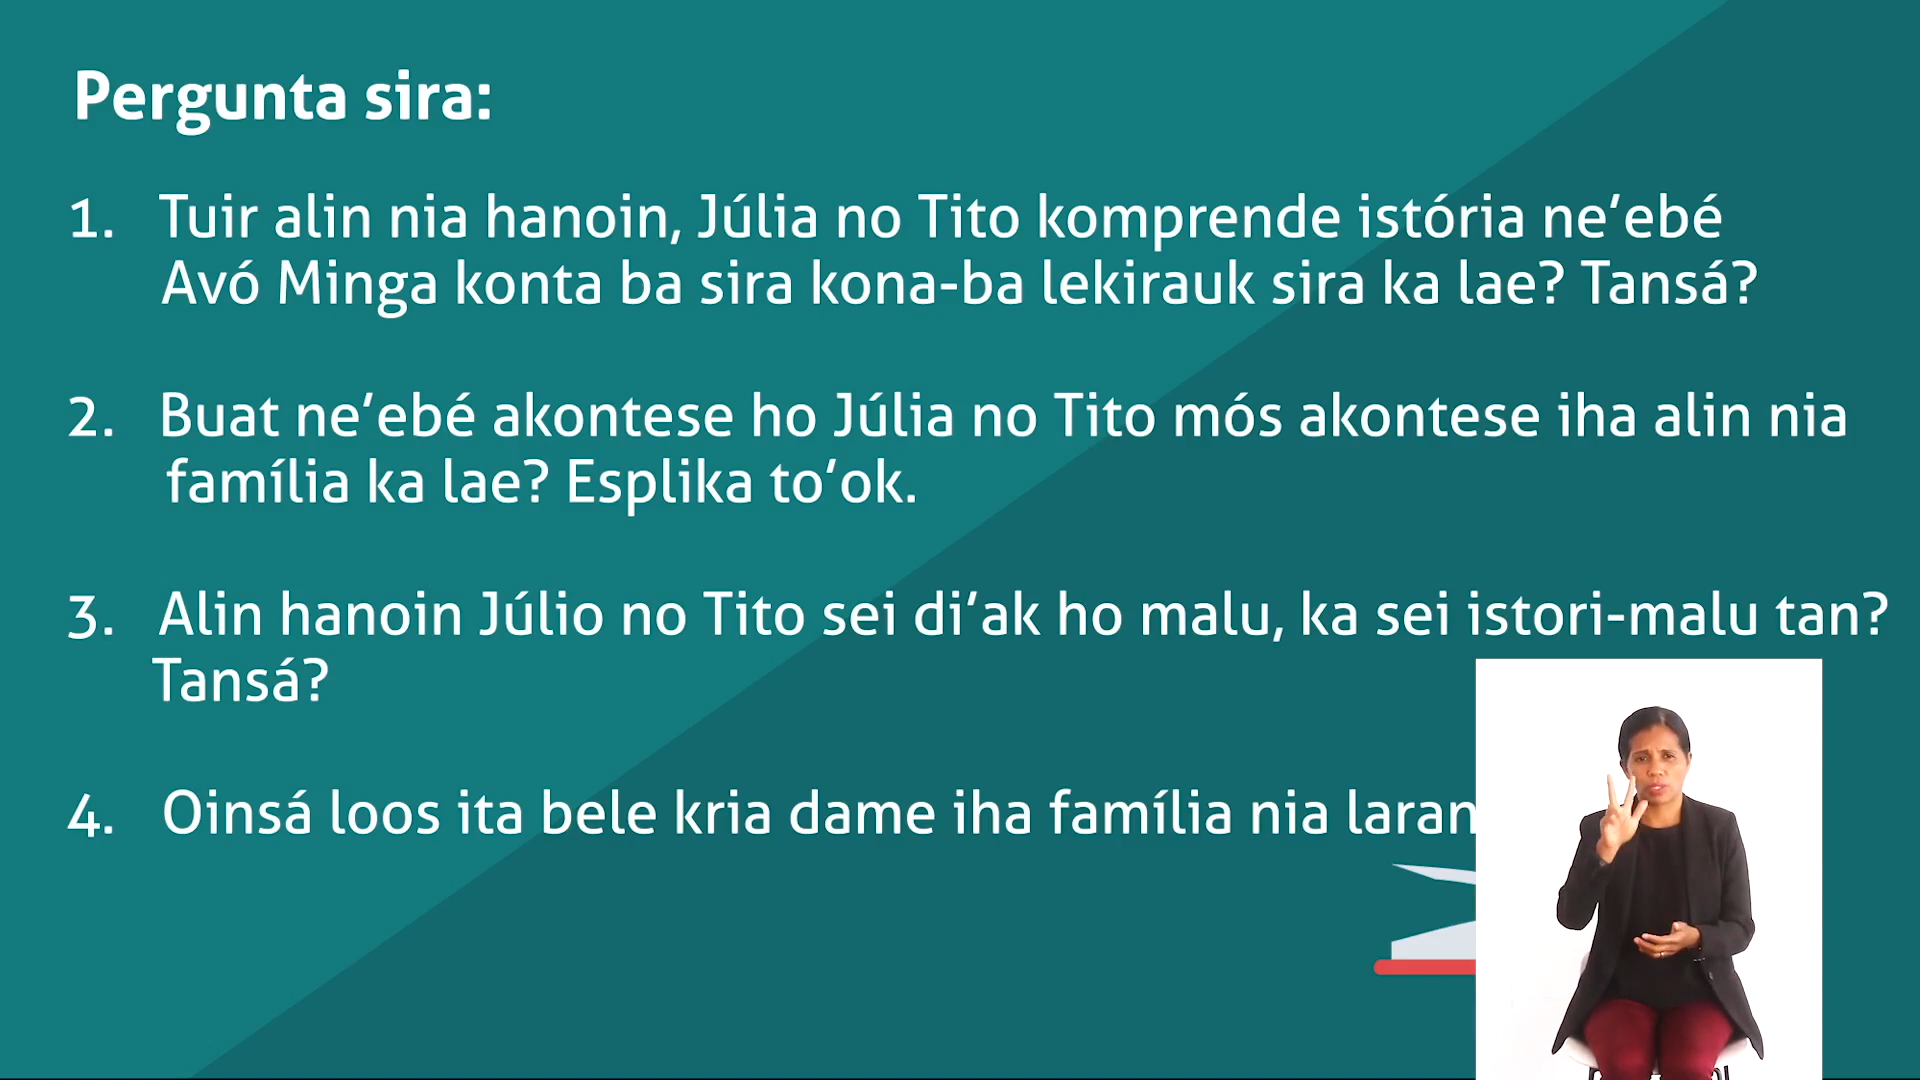 Pergunta sira:
1. Tuir alin nia hanoin, Júlia no Tito komprende istória ne’ebé
Avó Minga konta ba sira kona-ba lekirauk sira ka lae? Tansá?
2. Buat ne’ebé akontese ho Júlia no Tito mós akontese iha alin nia
família ka lae? Esplika to’ok.
3. Alin hanoin Júlio no Tito sei di’ak ho malu, ka sei istori-malu tan?
Tansá?
4. Oinsá loos ita bele kria dame iha família nia laran